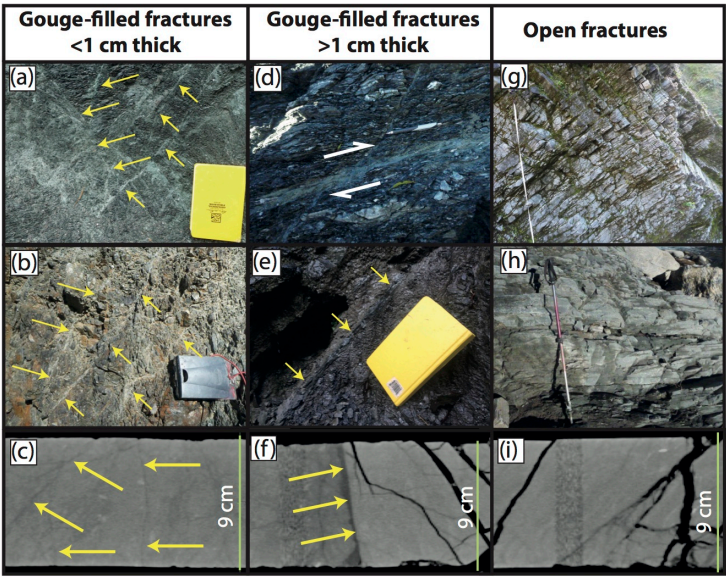 Gouge-filled fractures
<1 cm thick
Gouge-filled fractures
>1 cm thick
Open fractures
(a)
(d)
(g)
(b)
(e)
(h)
(c)
9 cm
(f)
9 cm
(i)
9 cm